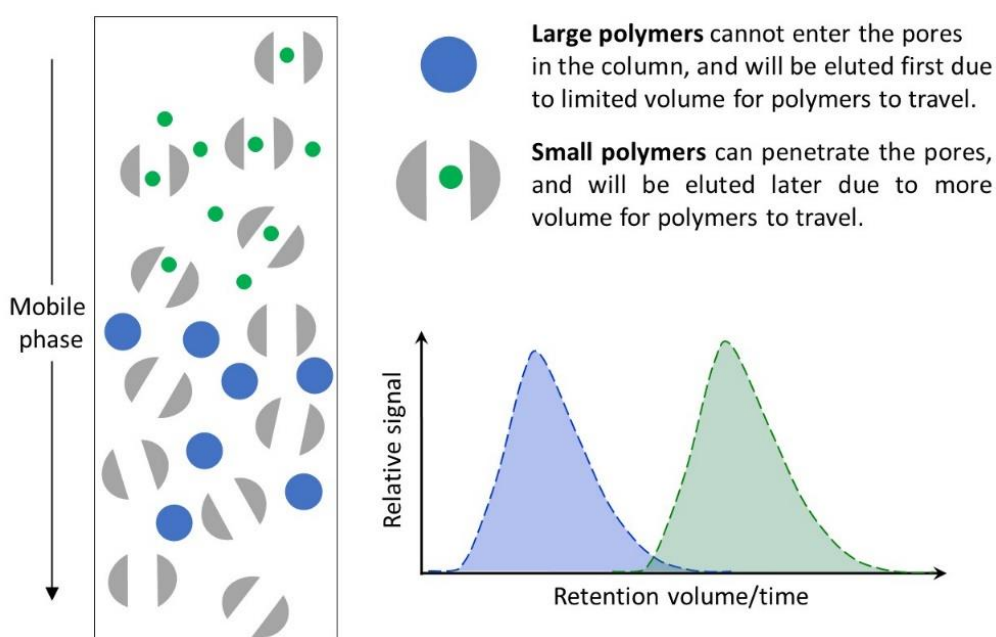 Large polymers cannot enter the pores
in the column, and will be eluted first due
to limited volume for polymers to travel.
Small polymers can penetrate the pores,
and will be eluted later due to more
volume for polymers to travel.
Mobile
phase
Relative signal
Retention volume/time